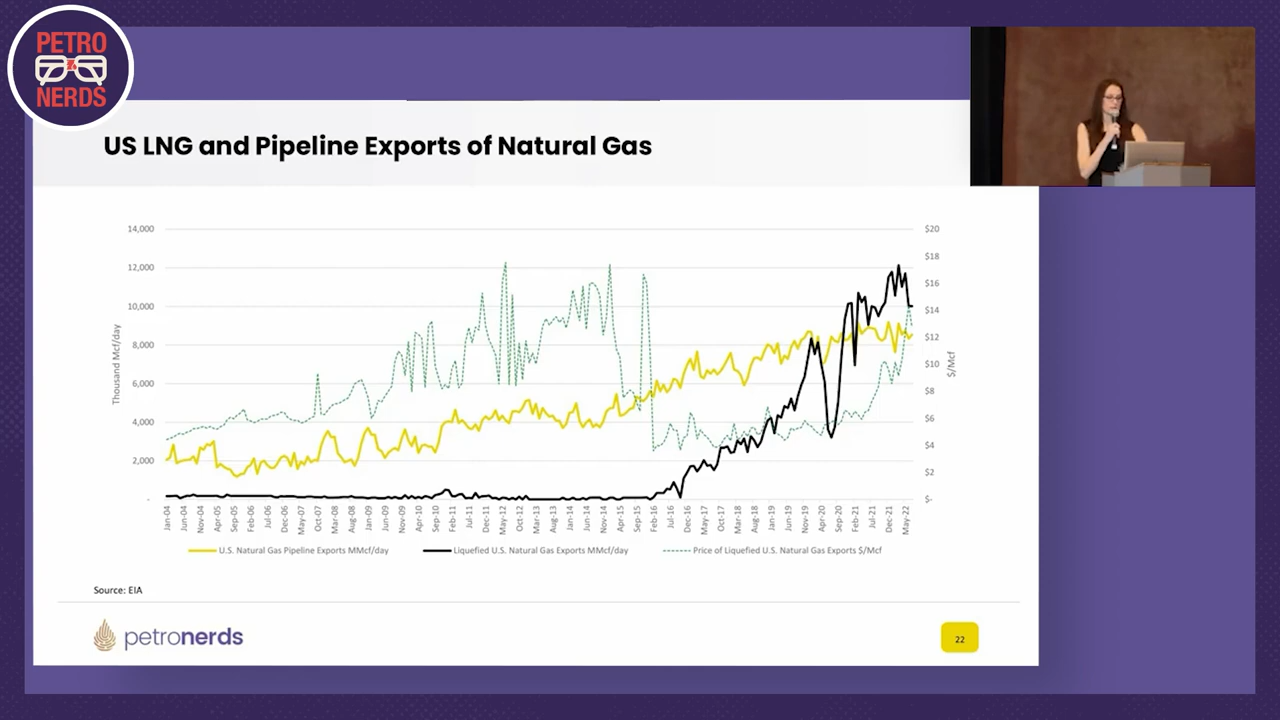 PETRO
NERDS
US LNG and Pipeline Exports of Natural Gas
14,000
12,000
10,000
8,000
6,000
4,000
2,000
-
Thousand Mcf/day
$20
$18
$16
$14
$12
$10
$8
$6
$4
$2
$-
$/Mcf
Jan-04
Jun-04
Nov-04
Apr-05
Sep-05
Feb-06
Jul-06
Dec-06
May-07
Oct-07
Mar-08
Aug-08
Jan-09
Jun-09
Nov-09
Apr-10
Sep-10
Feb-11
Jul-11
Dec-11
May-12
Oct-12
Mar-13
Aug-13
Jan-14
Jun-14
Nov-14
Apr-15
Sep-15
Feb-16
Jul-16
Dec-16
May-17
Oct-17
Mar-18
Aug-18
Jan-19
Jun-19
Nov-19
Apr-20
Sep-20
Feb-21
Jul-21
Dec-21
May-22
U.S. Natural Gas Pipeline Exports MMcf/day
Liquefied U.S. Natural Gas Exports MMcf/day
Price of Liquefied U.S. Natural Gas Exports $/Mcf
Source: EIA
petronerds
22